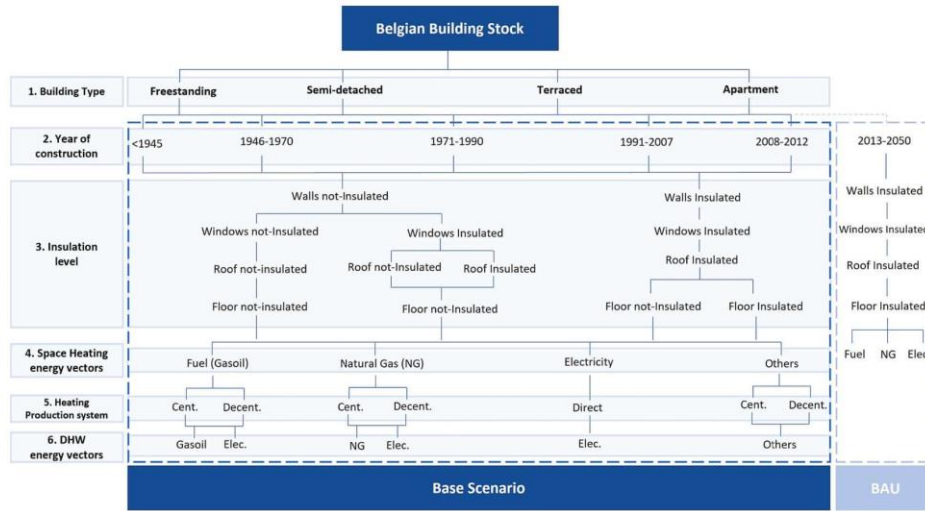 Belgian Building Stock
1. Building Type
Freestanding
Semi-detached
Terraced
Apartment
2. Year of
construction
<1945
1946-1970
1971-1990
1991-2007
2008-2012
2013-2050
3. Insulation
level
Walls not-Insulated
Windows not-Insulated
Windows Insulated
Roof not-insulated
Roof not-Insulated
Roof Insulated
Floor not-insulated
Floor not-Insulated
Walls Insulated
Windows Insulated
Roof Insulated
Floor not-Insulated
Floor Insulated
Walls Insulated
Windows Insulated
Roof Insulated
Floor Insulated
Fuel NG Elec
4. Space Heating
energy vectors
Fuel (Gasoil)
Natural Gas (NG)
Electricity
Others
5. Heating
Production system
Cent.
Decent.
Cent.
Decent.
Direct
Cent.
Decent.
6. DHW
energy vectors
Gasoil
Elec.
NG
Elec.
Elec.
Others
Base Scenario
BAU